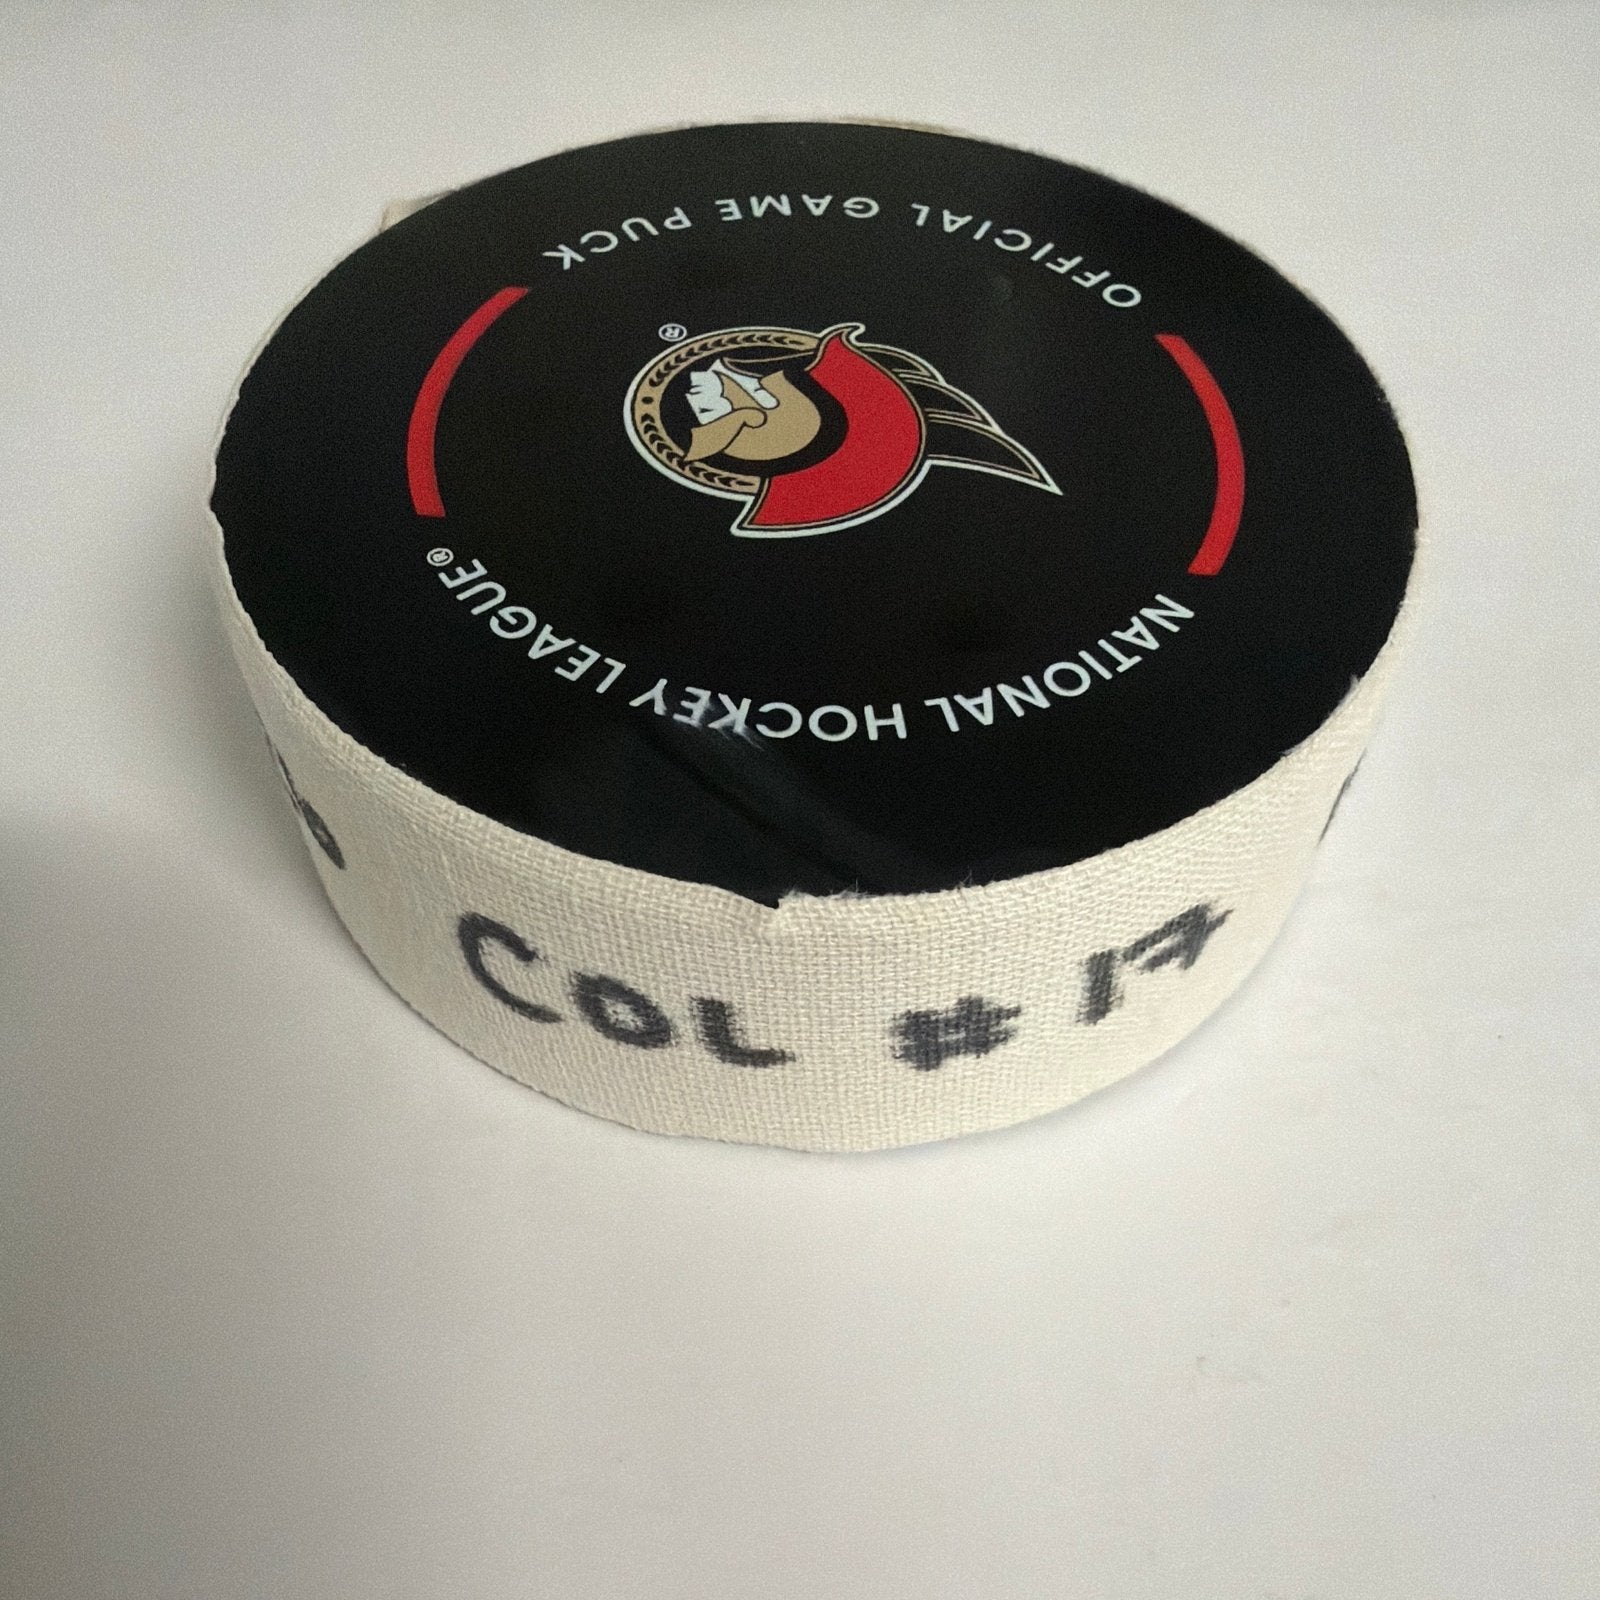 OFFICIAL GAME PUCK
®
NATIONAL HOCKEY LEAGUE®
COL # 17